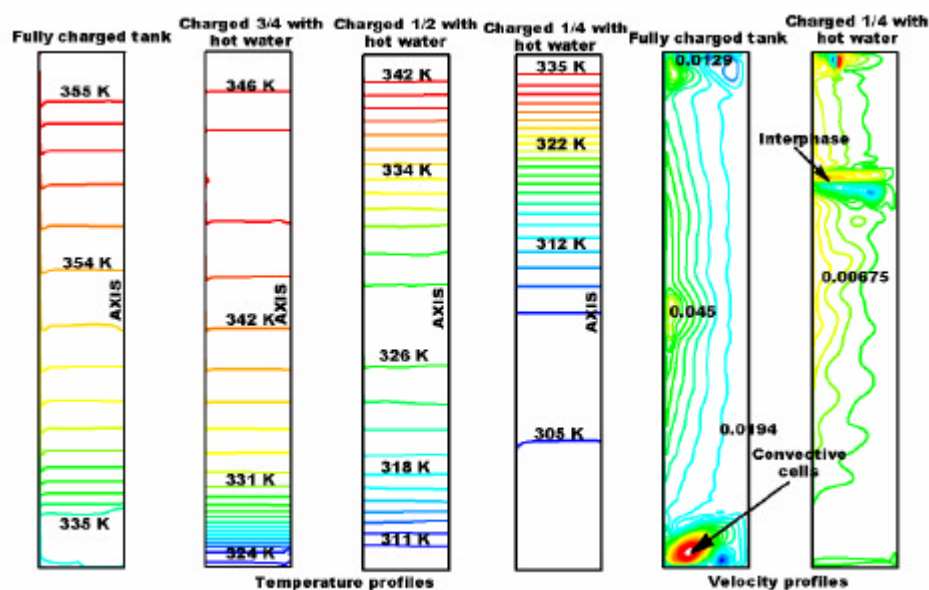 Fully charged tank
Charged 3/4 with
hot water
Charged 1/2 with
hot water
Charged 1/4 with
hot water
Fully charged tank
Charged 1/4 with
hot water
355 K
354 K
335 K
AXIS
346 K
342 K
331 K
324 K
AXIS
342 K
334 K
326 K
318 K
311 K
AXIS
335 K
322 K
312 K
305 K
AXIS
0.0129
0.045
0.0194
Convective
cells
Interphase
0.00675
Temperature profiles
Velocity profiles